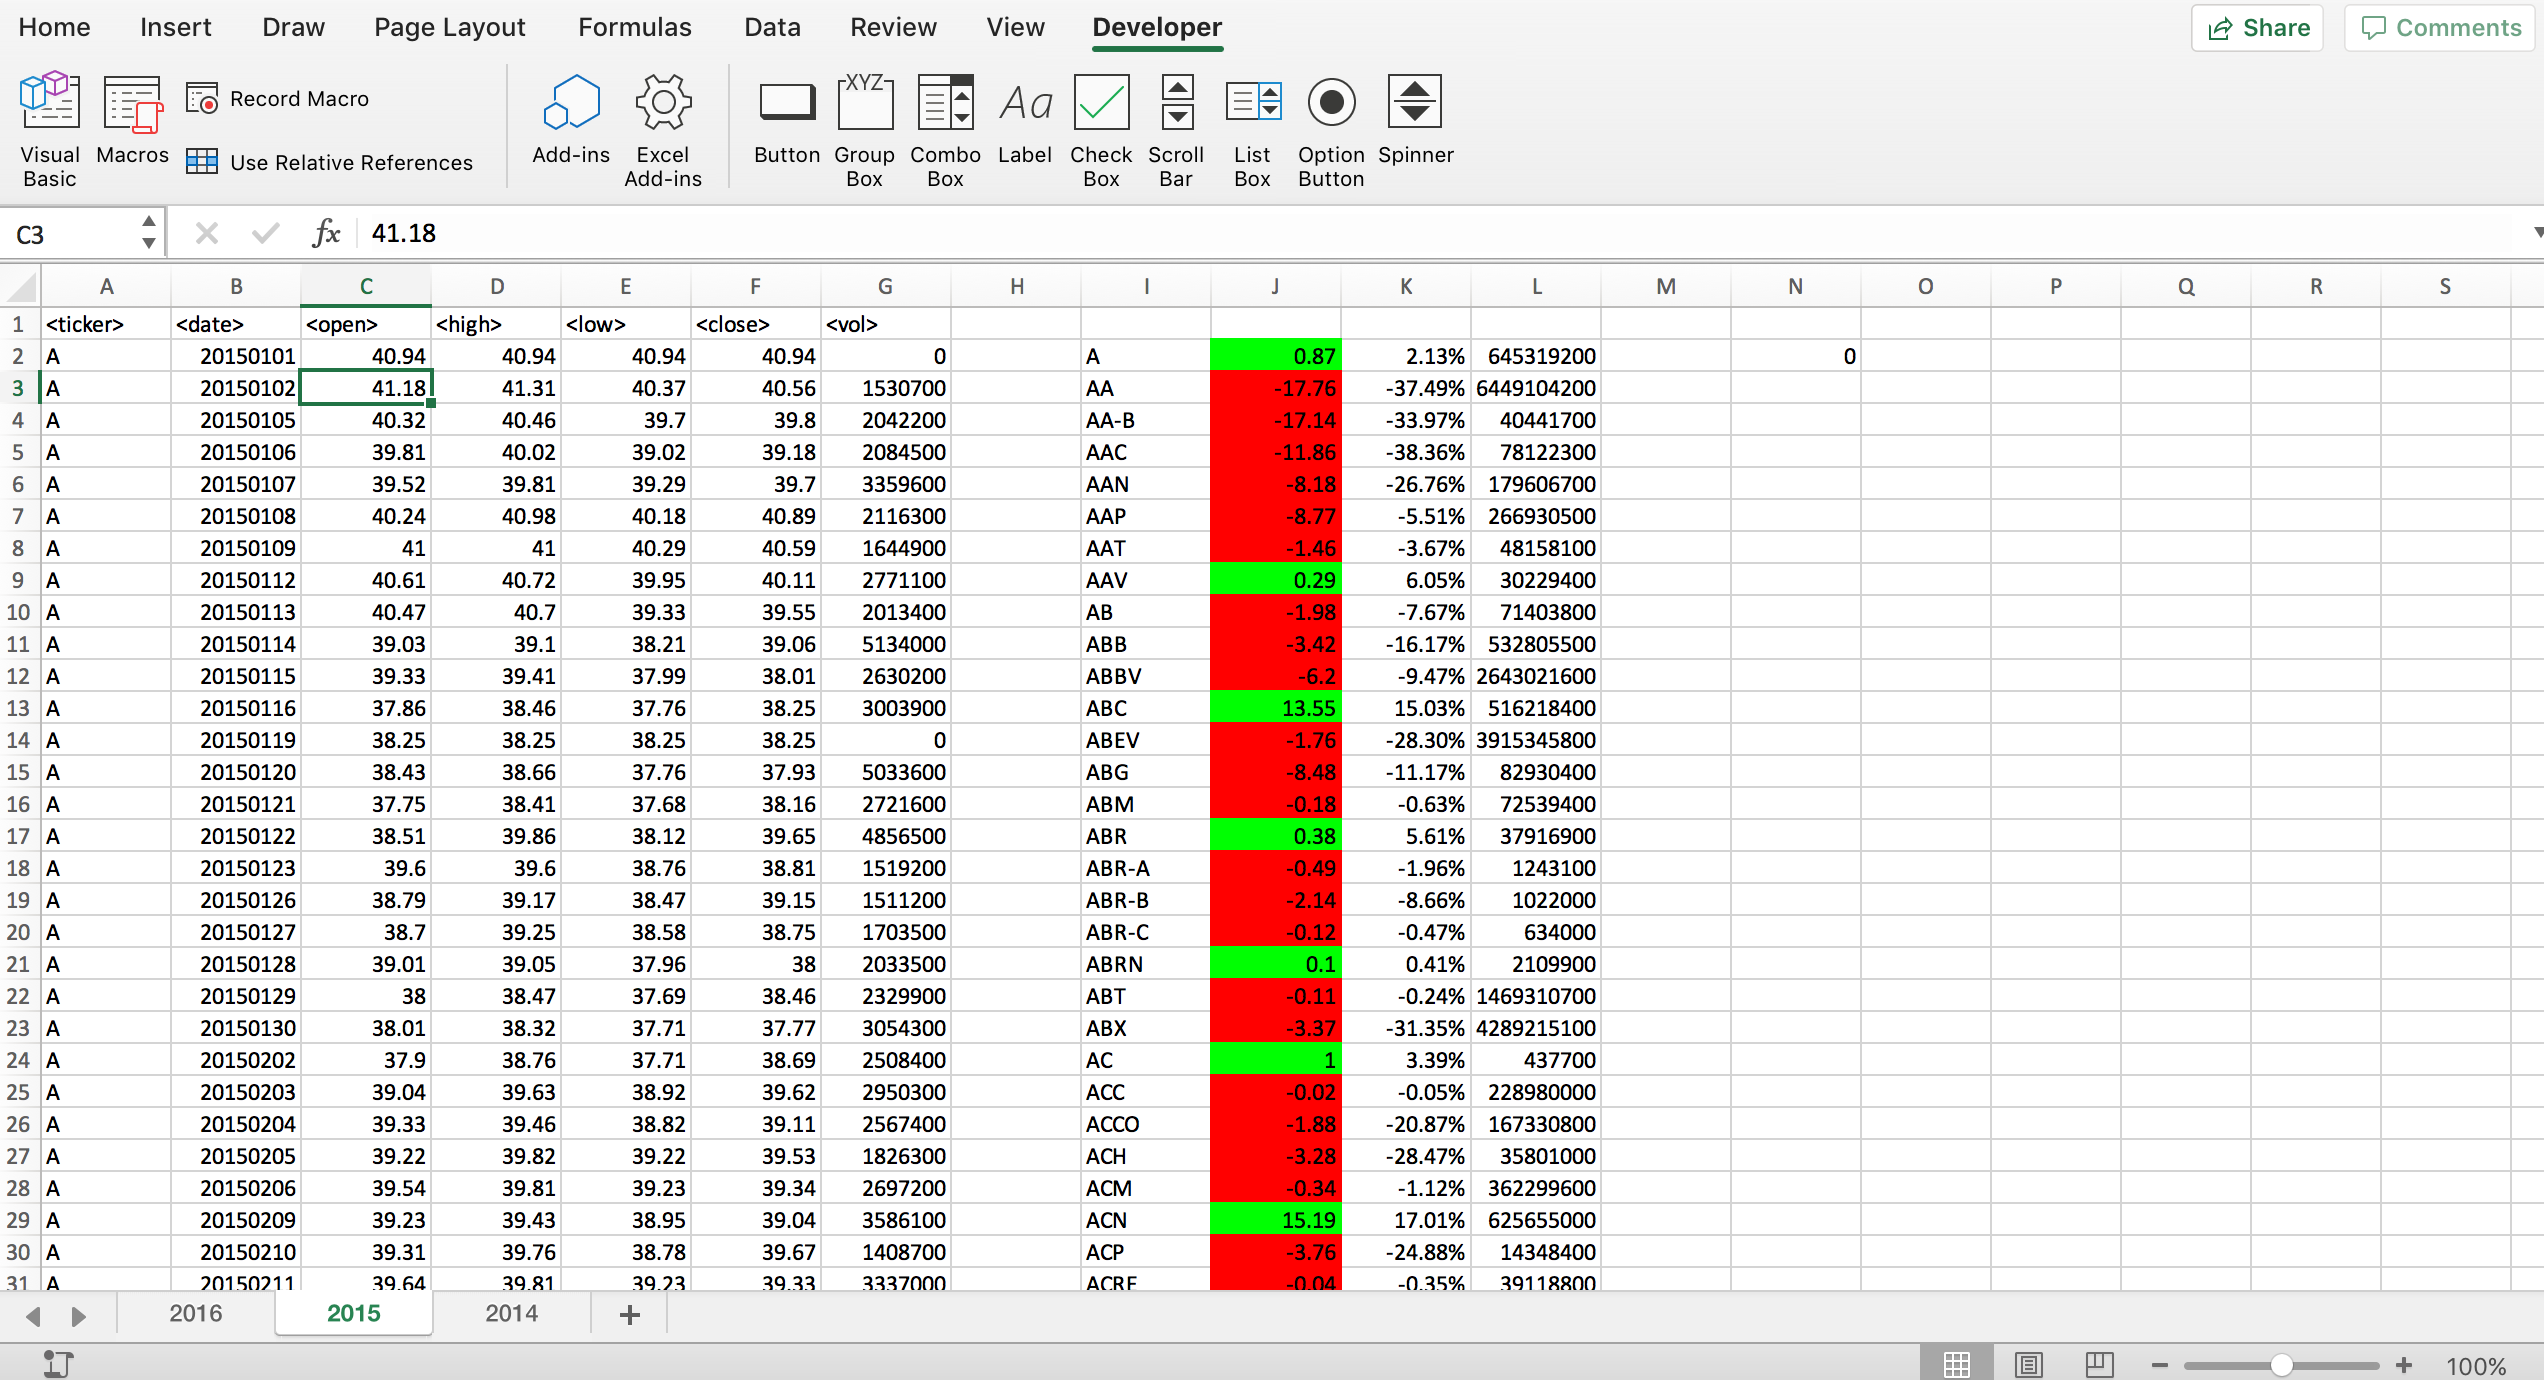 Home Insert Draw Page Layout Formulas Data Review View Developer Share Comments
Visual Basic Macros Record Macro Use Relative References Add-ins Excel Add-ins Button XYZ Group Box Combo Box Aa Label Check Box Scroll Bar List Box Option Button Spinner
C3 fx 41.18
A B C D E F G H I J K L M N O P Q R S
1 <ticker> <date> <open> <high> <low> <close> <vol>
2 A 20150101 40.94 40.94 40.94 40.94 0 A 0.87 2.13% 645319200 0
3 A 20150102 41.18 41.31 40.37 40.56 1530700 AA -17.76 -37.49% 6449104200
4 A 20150105 40.32 40.46 39.7 39.8 2042200 AA-B -17.14 -33.97% 40441700
5 A 20150106 39.81 40.02 39.02 39.18 2084500 AAC -11.86 -38.36% 78122300
6 A 20150107 39.52 39.81 39.29 39.7 3359600 AAN -8.18 -26.76% 179606700
7 A 20150108 40.24 40.98 40.18 40.89 2116300 AAP -8.77 -5.51% 266930500
8 A 20150109 41 41 40.29 40.59 1644900 AAT -1.46 -3.67% 48158100
9 A 20150112 40.61 40.72 39.95 40.11 2771100 AAV 0.29 6.05% 30229400
10 A 20150113 40.47 40.7 39.33 39.55 2013400 AB -1.98 -7.67% 71403800
11 A 20150114 39.03 39.1 38.21 39.06 5134000 ABB -3.42 -16.17% 532805500
12 A 20150115 39.33 39.41 37.99 38.01 2630200 ABBV -6.2 -9.47% 2643021600
13 A 20150116 37.86 38.46 37.76 38.25 3003900 ABC 13.55 15.03% 516218400
14 A 20150119 38.25 38.25 38.25 38.25 0 ABEV -1.76 -28.30% 3915345800
15 A 20150120 38.43 38.66 37.76 37.93 5033600 ABG -8.48 -11.17% 82930400
16 A 20150121 37.75 38.41 37.68 38.16 2721600 ABM -0.18 -0.63% 72539400
17 A 20150122 38.51 39.86 38.12 39.65 4856500 ABR 0.38 5.61% 37916900
18 A 20150123 39.6 39.6 38.76 38.81 1519200 ABR-A -0.49 -1.96% 1243100
19 A 20150126 38.79 39.17 38.47 39.15 1511200 ABR-B -2.14 -8.66% 1022000
20 A 20150127 38.7 39.25 38.58 38.75 1703500 ABR-C -0.12 -0.47% 634000
21 A 20150128 39.01 39.05 37.96 38 2033500 ABRN 0.1 0.41% 2109900
22 A 20150129 38 38.47 37.69 38.46 2329900 ABT -0.11 -0.24% 1469310700
23 A 20150130 38.01 38.32 37.71 37.77 3054300 ABX -3.37 -31.35% 4289215100
24 A 20150202 37.9 38.76 37.71 38.69 2508400 AC 1 3.39% 437700
25 A 20150203 39.04 39.63 38.92 39.62 2950300 ACC -0.02 -0.05% 228980000
26 A 20150204 39.33 39.46 38.82 39.11 2567400 ACCO -1.88 -20.87% 167330800
27 A 20150205 39.22 39.82 39.22 39.53 1826300 ACH -3.28 -28.47% 35801000
28 A 20150206 39.54 39.81 39.23 39.34 2697200 ACM -0.34 -1.12% 362299600
29 A 20150209 39.23 39.43 38.95 39.04 3586100 ACN 15.19 17.01% 625655000
30 A 20150210 39.31 39.76 38.78 39.67 1408700 ACP -3.76 -24.88% 14348400
31 A 20150211 39.64 39.81 39.23 39.33 3337000 ACRE -0.04 -0.35% 39118800
2016 2015 2014 +
100%